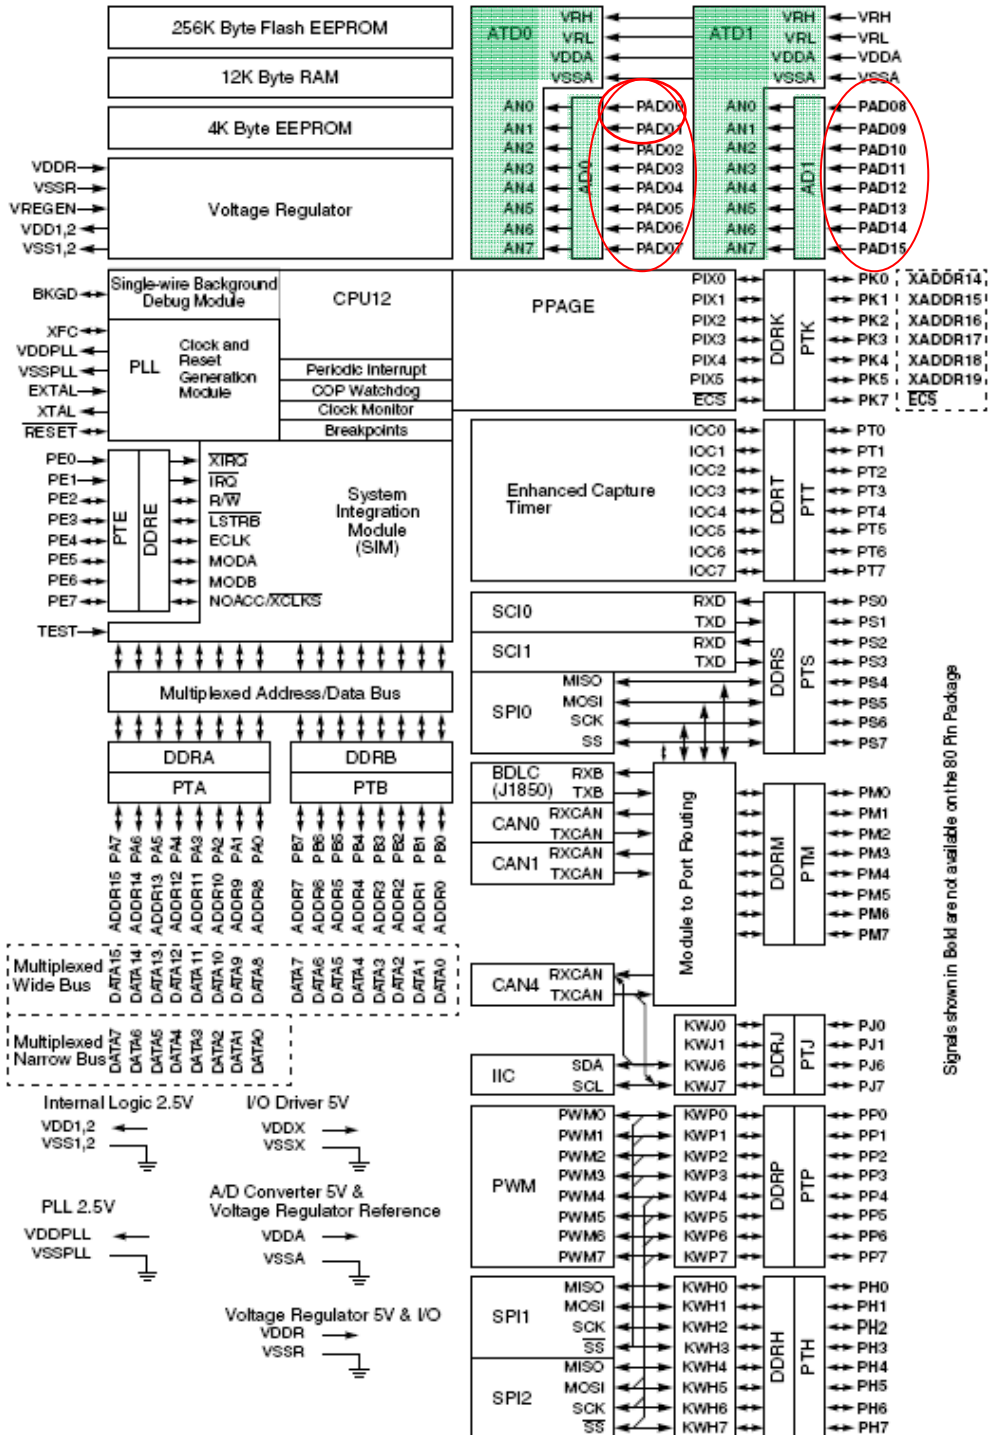 256K Byte Flash EEPROM
12K Byte RAM
4K Byte EEPROM
VDDR
VSSR
VREGEN
VDD1,2
VSS1,2
Voltage Regulator
ATD0
VRH
VRL
VDDA
VSSA
AN0
AN1
AN2
AN3
AN4
AN5
AN6
AN7
AD0
PAD00
PAD01
PAD02
PAD03
PAD04
PAD05
PAD06
PAD07
ATD1
VRH
VRL
VDDA
VSSA
AN0
AN1
AN2
AN3
AN4
AN5
AN6
AN7
AD1
VRH
VRL
VDDA
VSSA
PAD08
PAD09
PAD10
PAD11
PAD12
PAD13
PAD14
PAD15
BKGD
XFC
VDDPLL
VSSPLL
EXTAL
XTAL
RESET
Single-wire Background
Debug Module
CPU12
PLL
Clock and
Reset
Generation
Module
Periodic Interrupt
COP Watchdog
Clock Monitor
Breakpoints
PPAGE
PIX0
PIX1
PIX2
PIX3
PIX4
PIX5
ECS
DDRK
PTK
PK0
PK1
PK2
PK3
PK4
PK5
PK7
XADDR14
XADDR15
XADDR16
XADDR17
XADDR18
XADDR19
ECS
PE0
PE1
PE2
PE3
PE4
PE5
PE6
PE7
TEST
PTE
DDRE
XIRQ
IRQ
R/W
LSTRB
ECLK
MODA
MODB
NOACC/XCLKS
System
Integration
Module
(SIM)
Enhanced Capture
Timer
IOC0
IOC1
IOC2
IOC3
IOC4
IOC5
IOC6
IOC7
DDRT
PTT
PT0
PT1
PT2
PT3
PT4
PT5
PT6
PT7
SCI0
RXD
TXD
SCI1
RXD
TXD
SPI0
MISO
MOSI
SCK
SS
DDRS
PTS
PS0
PS1
PS2
PS3
PS4
PS5
PS6
PS7
Multiplexed Address/Data Bus
DDRA
PTA
DDRB
PTB
PA7
PA6
PA5
PA4
PA3
PA2
PA1
PA0
PB7
PB6
PB5
PB4
PB3
PB2
PB1
PB0
ADDR15
ADDR14
ADDR13
ADDR12
ADDR11
ADDR10
ADDR9
ADDR8
ADDR7
ADDR6
ADDR5
ADDR4
ADDR3
ADDR2
ADDR1
ADDR0
Multiplexed
Wide Bus
DATA15
DATA14
DATA13
DATA12
DATA11
DATA10
DATA9
DATA8
DATA7
DATA6
DATA5
DATA4
DATA3
DATA2
DATA1
DATA0
Multiplexed
Narrow Bus
DATA7
DATA6
DATA5
DATA4
DATA3
DATA2
DATA1
DATA0
BDLC
(J1850)
RXB
TXB
CAN0
RXCAN
TXCAN
CAN1
RXCAN
TXCAN
CAN4
RXCAN
TXCAN
Module to Port Routing
DDRM
PTM
PM0
PM1
PM2
PM3
PM4
PM5
PM6
PM7
IIC
SDA
SCL
KWJ0
KWJ1
KWJ6
KWJ7
DDRJ
PTJ
PJ0
PJ1
PJ6
PJ7
Internal Logic 2.5V
VDD1,2
VSS1,2
I/O Driver 5V
VDDX
VSSX
PLL 2.5V
VDDPLL
VSSPLL
A/D Converter 5V &
Voltage Regulator Reference
VDDA
VSSA
Voltage Regulator 5V & I/O
VDDR
VSSR
PWM
PWM0
PWM1
PWM2
PWM3
PWM4
PWM5
PWM6
PWM7
KWP0
KWP1
KWP2
KWP3
KWP4
KWP5
KWP6
KWP7
DDRP
PTP
PP0
PP1
PP2
PP3
PP4
PP5
PP6
PP7
SPI1
MISO
MOSI
SCK
SS
SPI2
MISO
MOSI
SCK
SS
KWH0
KWH1
KWH2
KWH3
KWH4
KWH5
KWH6
KWH7
DDRH
PTH
PH0
PH1
PH2
PH3
PH4
PH5
PH6
PH7
Signals shown in Bold are not available on the 80 Pin Package